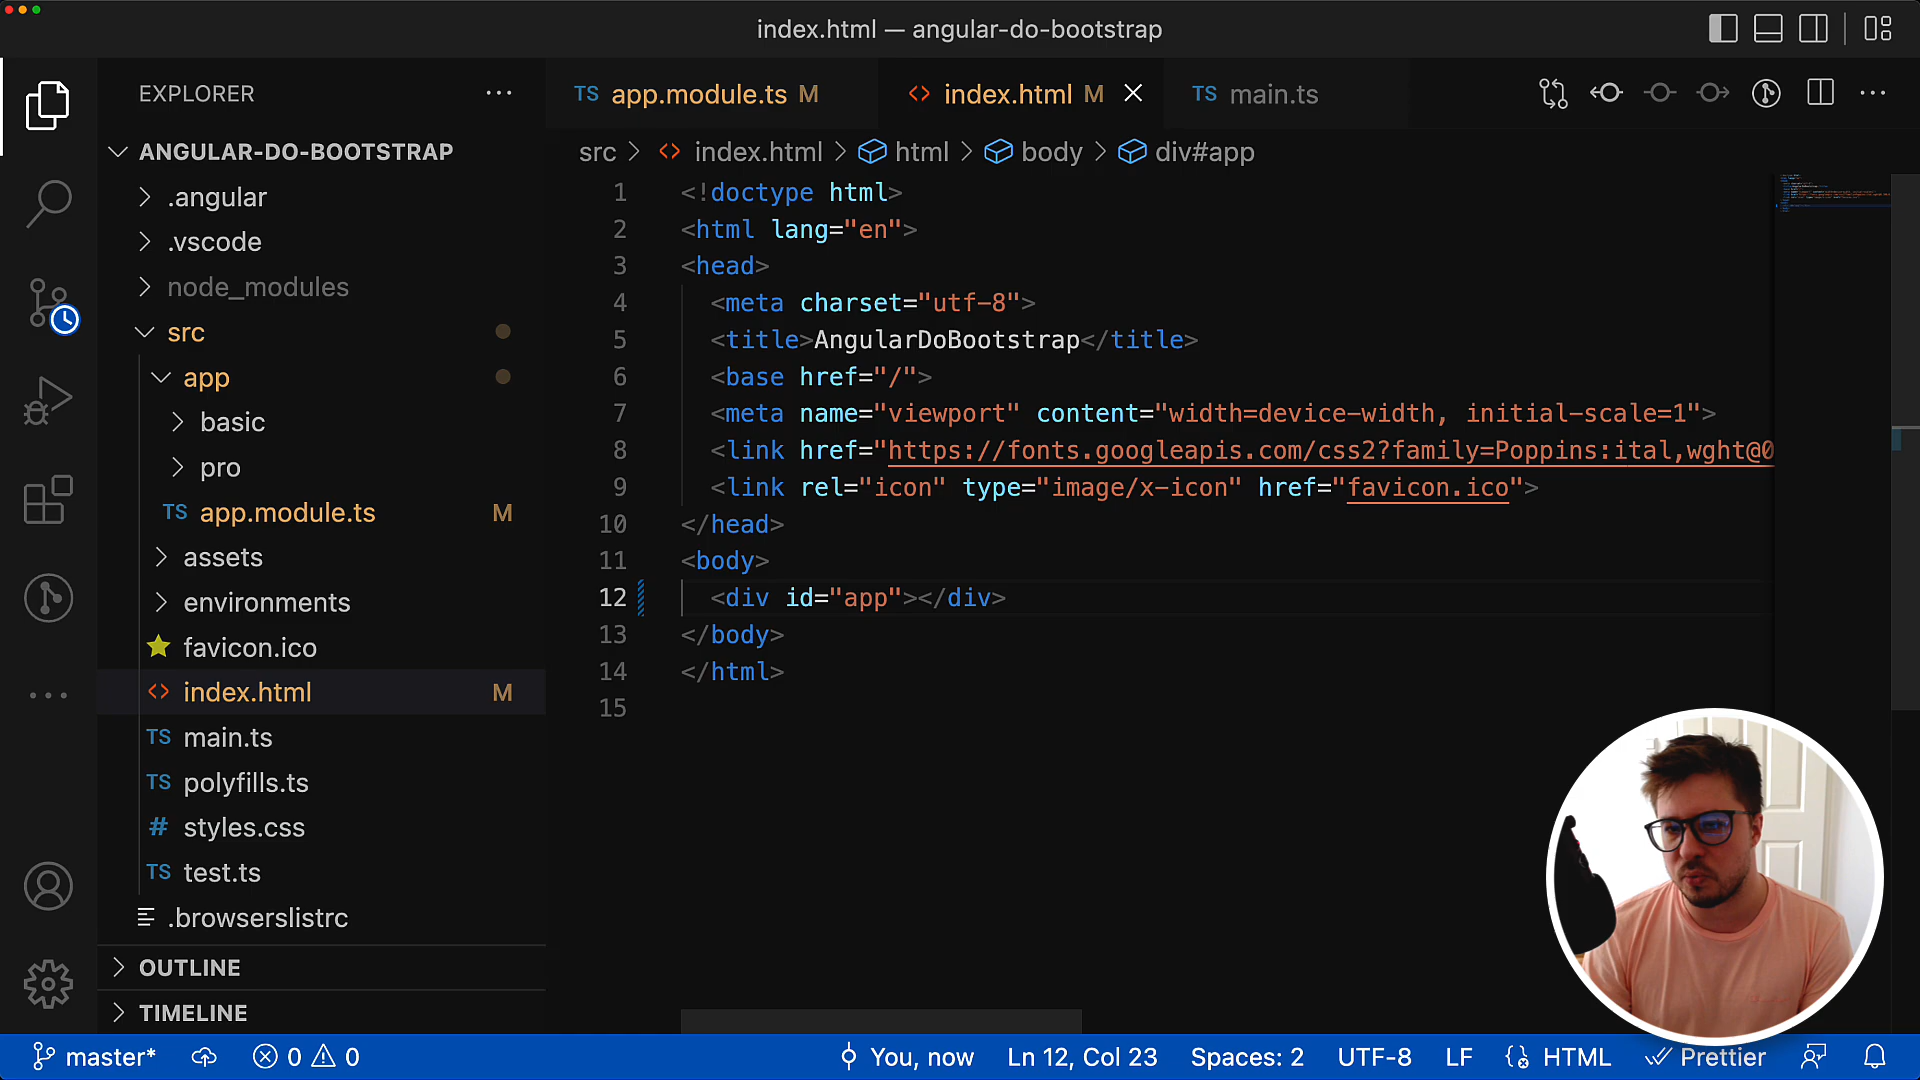 index.html — angular-do-bootstrap
EXPLORER
ANGULAR-DO-BOOTSTRAP
.angular
.vscode
node_modules
src
app
basic
pro
TS app.module.ts M
assets
environments
favicon.ico
<> index.html M
TS main.ts
TS polyfills.ts
# styles.css
TS test.ts
.browserslistrc
OUTLINE
TIMELINE
TS app.module.ts M
<> index.html M
TS main.ts
src > <> index.html > html > body > div#app
1 <!doctype html>
2 <html lang="en">
3 <head>
4 <meta charset="utf-8">
5 <title>AngularDoBootstrap</title>
6 <base href="/">
7 <meta name="viewport" content="width=device-width, initial-scale=1">
8 <link href="https://fonts.googleapis.com/css2?family=Poppins:ital,wght@0
9 <link rel="icon" type="image/x-icon" href="favicon.ico">
10 </head>
11 <body>
12 <div id="app"></div>
13 </body>
14 </html>
15
master* 0 0 You, now Ln 12, Col 23 Spaces: 2 UTF-8 LF HTML Prettier